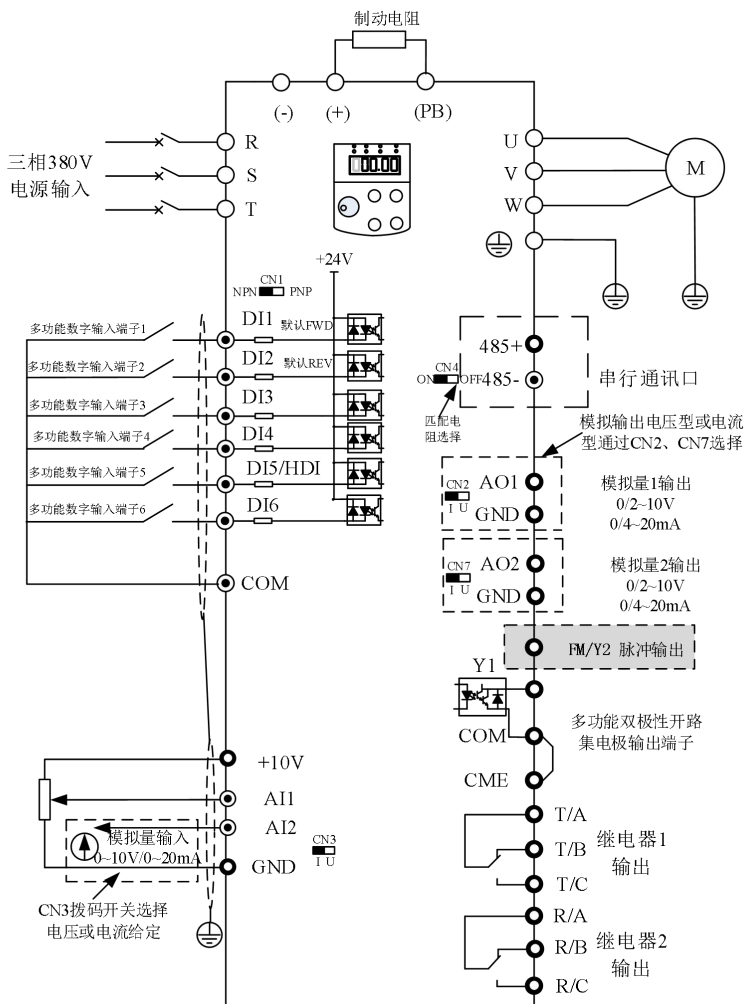 制动电阻
(-)
(+)
(PB)
R
S
T
三相380V
电源输入
00.00
U
V
W
M
+24V
CN1
NPN
PNP
多功能数字输入端子1
DI1
默认FWD
多功能数字输入端子2
DI2
默认REV
多功能数字输入端子3
DI3
多功能数字输入端子4
DI4
多功能数字输入端子5
DI5/HDI
多功能数字输入端子6
DI6
COM
485+
CN4
ON
OFF
485-
串行通讯口
匹配电
阻选择
模拟输出电压型或电流
型通过CN2、CN7选择
CN2
I U
AO1
GND
模拟量1输出
0/2~10V
0/4~20mA
CN7
I U
AO2
GND
模拟量2输出
0/2~10V
0/4~20mA
FM/Y2 脉冲输出
Y1
COM
CME
多功能双极性开路
集电极输出端子
+10V
AI1
AI2
GND
模拟量输入
0~10V/0~20mA
CN3
I U
CN3拨码开关选择
电压或电流给定
T/A
T/B
T/C
继电器1
输出
R/A
R/B
R/C
继电器2
输出